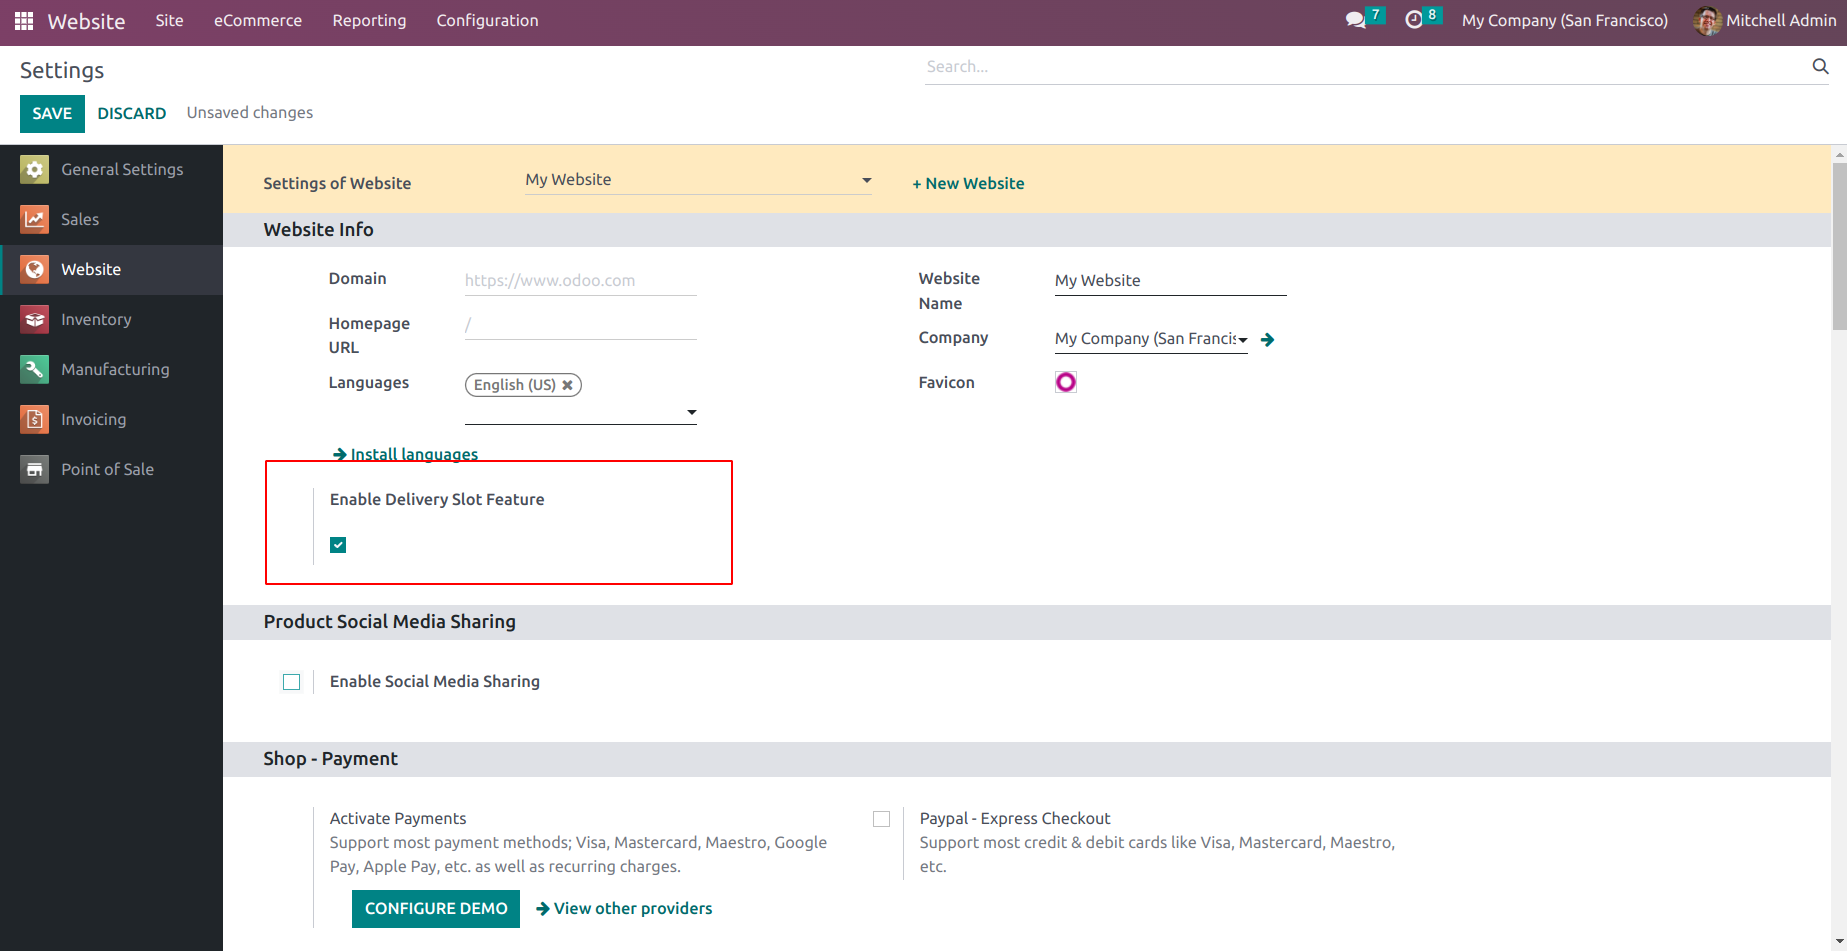 Website Site eCommerce Reporting Configuration 7 8 My Company (San Francisco) Mitchell Admin
Settings
Search...
SAVE DISCARD Unsaved changes
General Settings
Sales
Website
Inventory
Manufacturing
Invoicing
Point of Sale
Settings of Website My Website + New Website
Website Info
Domain https://www.odoo.com
Homepage
URL
/
Languages English (US)
Install languages
Website
Name
My Website
Company My Company (San Francis
Favicon
Enable Delivery Slot Feature
Product Social Media Sharing
Enable Social Media Sharing
Shop - Payment
Activate Payments
Support most payment methods; Visa, Mastercard, Maestro, Google
Pay, Apple Pay, etc. as well as recurring charges.
CONFIGURE DEMO View other providers
Paypal - Express Checkout
Support most credit & debit cards like Visa, Mastercard, Maestro,
etc.